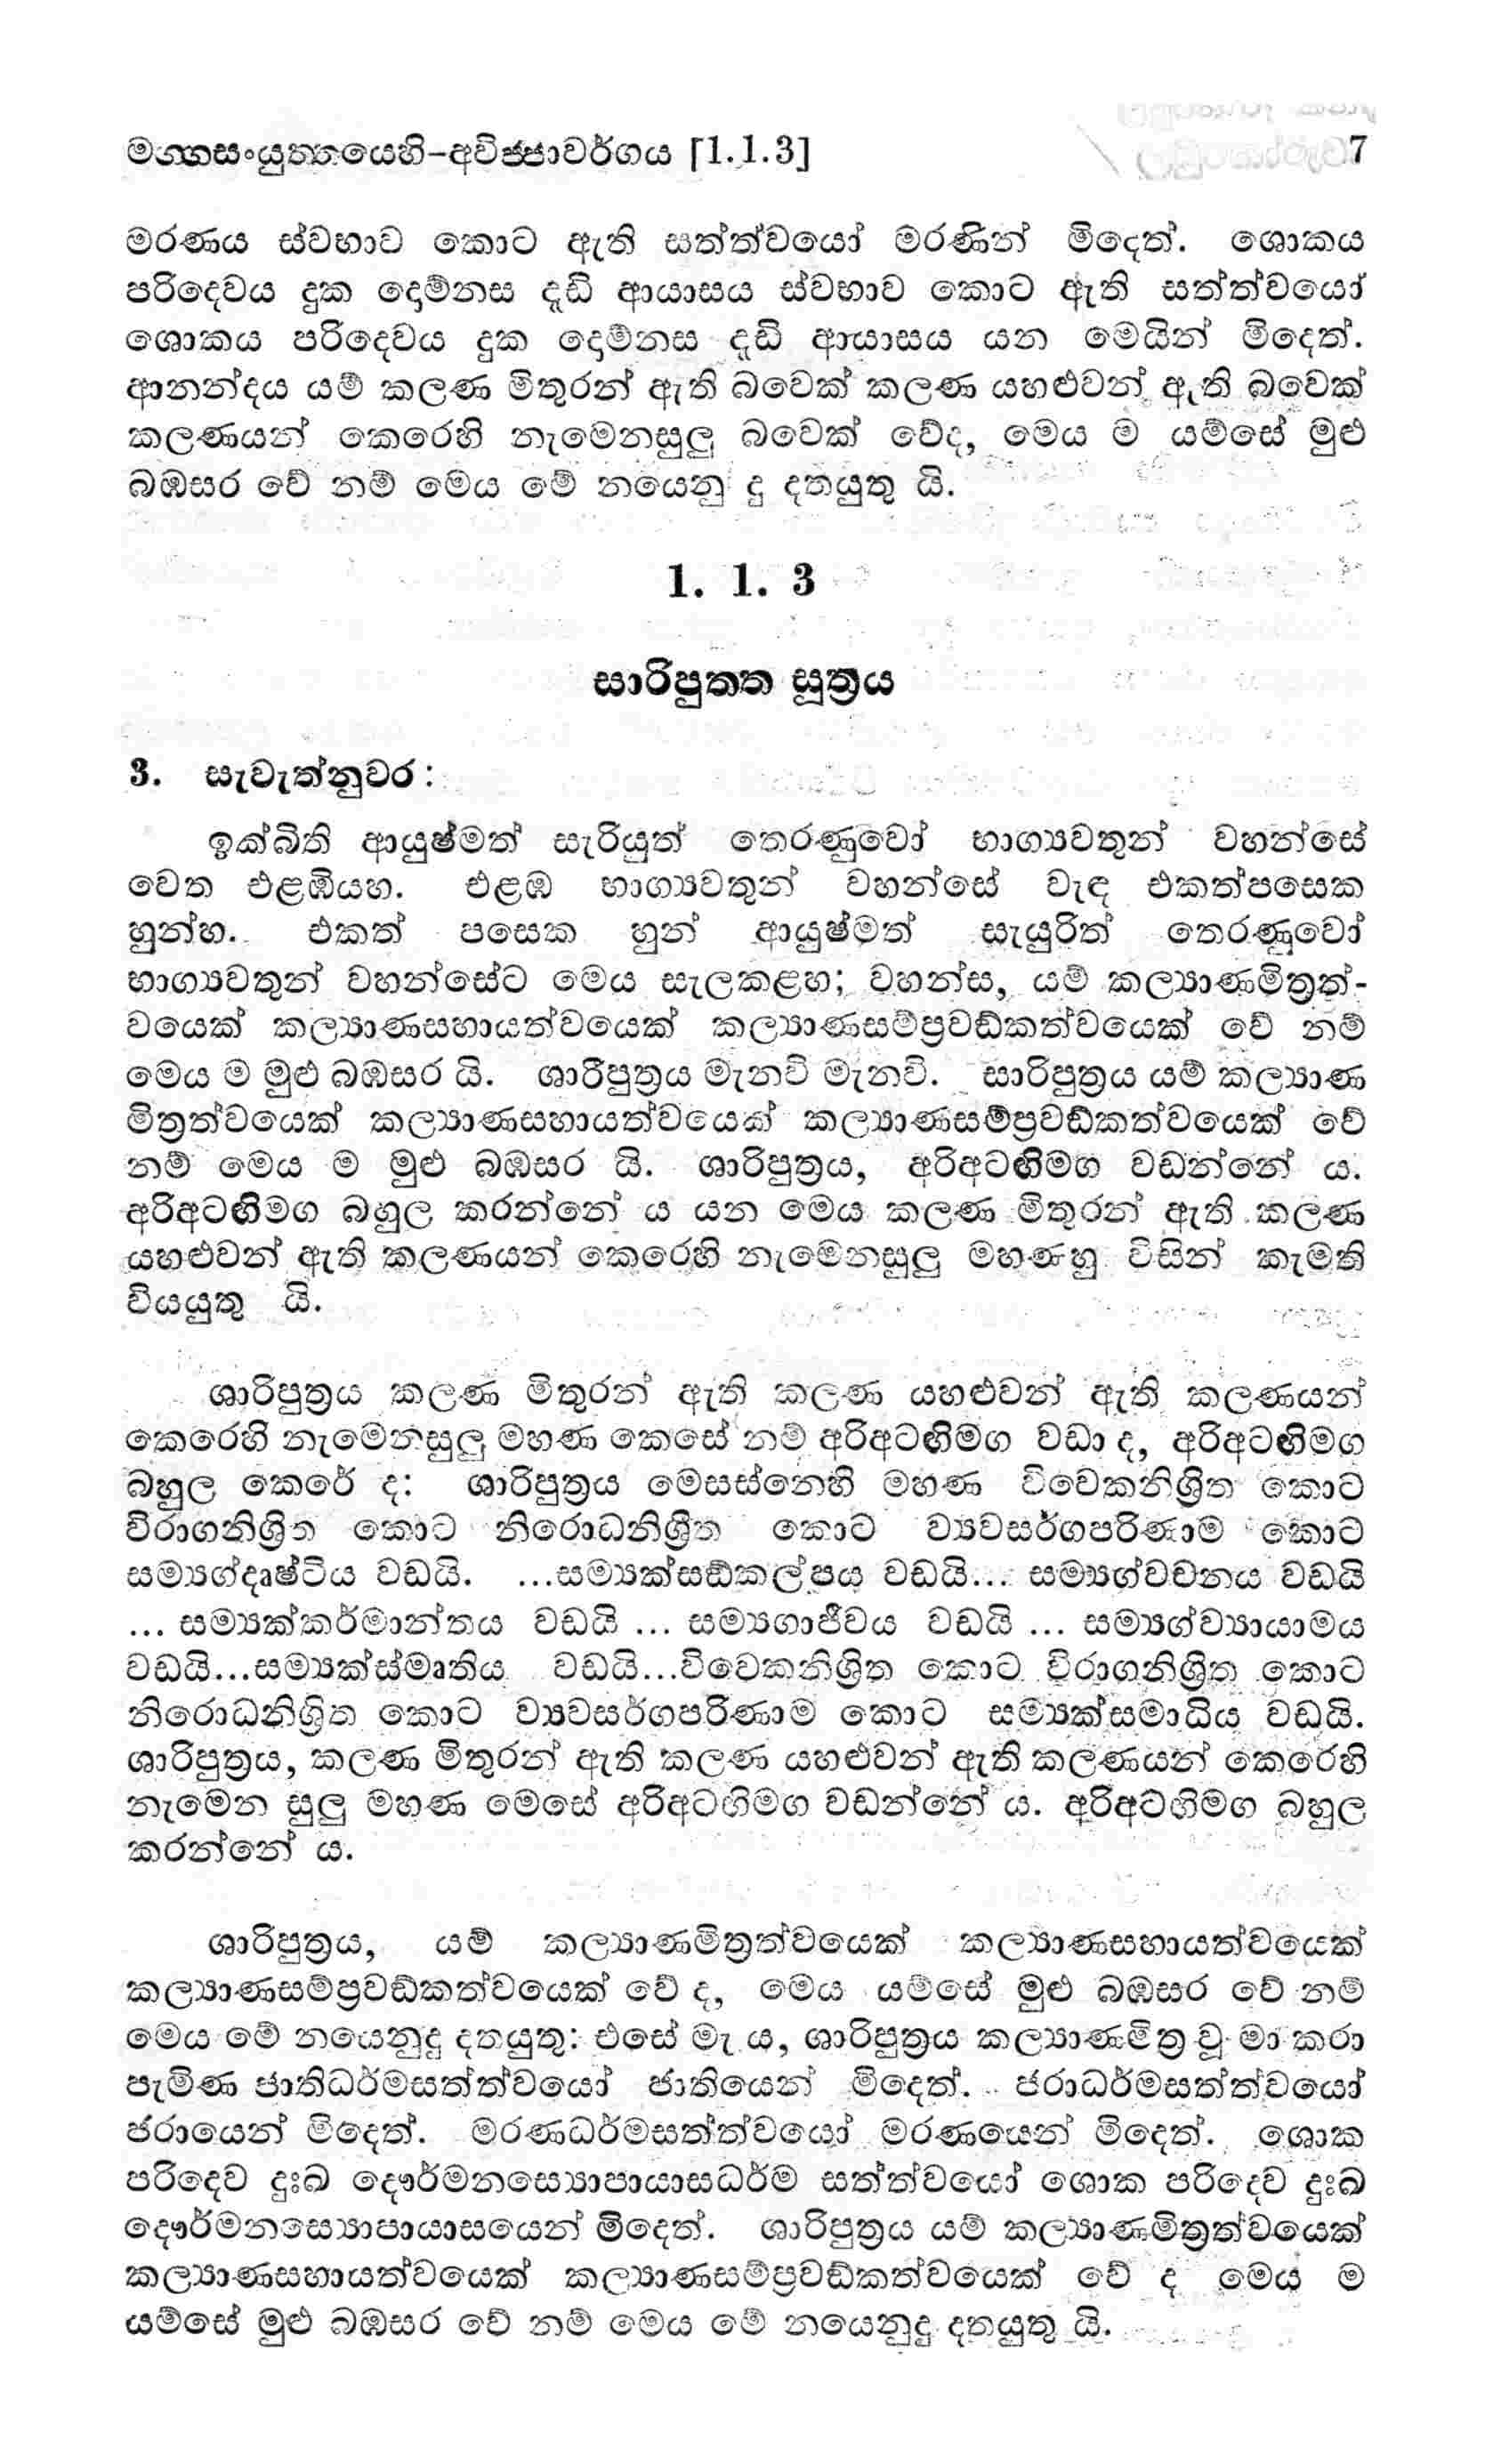 මග්ගසංයුත්තයෙහි-අවිජ්ජාවර්ගය [1.1.3] 7
මරණය ස්වභාව කොට ඇති සත්ත්වයෝ මරණින් මිදෙත්. ශොකය
පරිදෙවය දුක දොම්නස දැඩි ආයාසය ස්වභාව කොට ඇති සත්ත්වයෝ
ශොකය පරිදෙවය දුක දොම්නස දැඩි ආයාසය යන මෙයින් මිදෙත්.
ආනන්දය යම් කලණ මිතුරන් ඇති බවෙක් කලණ යහළුවන් ඇති බවෙක්
කලණයන් කෙරෙහි නැමෙනසුලු බවෙක් වේද, මෙය ම යම්සේ මුළු
බඹසර වේ නම් මෙය මේ නයෙනු දු දතයුතු යි.
1. 1. 3
සාරිපුත්ත සූත්‍රය
3. සැවැත්නුවර :
ඉක්බිති ආයුෂ්මත් සැරියුත් තෙරණුවෝ භාග්‍යවතුන් වහන්සේ
වෙත එළඹියහ. එළඹ භාග්‍යවතුන් වහන්සේ වැඳ එකත්පසෙක
හුන්හ. එකත් පසෙක හුන් ආයුෂ්මත් සැයුරිත් තෙරණුවෝ
භාග්‍යවතුන් වහන්සේට මෙය සැලකළහ; වහන්ස, යම් කල්‍යාණමිත්‍රත්-
වයෙක් කල්‍යාණසහායත්වයෙක් කල්‍යාණසම්ප්‍රවඞ්කත්වයෙක් වේ නම්
මෙය ම මුළු බඹසර යි. ශාරීපුත්‍රය මැනවි මැනවි. සාරිපුත්‍රය යම් කල්‍යාණ
මිත්‍රත්වයෙක් කල්‍යාණසහායත්වයෙක් කල්‍යාණසම්ප්‍රවඞ්කත්වයෙක් වේ
නම් මෙය ම මුළු බඹසර යි. ශාරිපුත්‍රය, අරිඅටඟිමග වඩන්නේ ය.
අරිඅටඟිමග බහුල කරන්නේ ය යන මෙය කලණ මිතුරන් ඇති කලණ
යහළුවන් ඇති කලණයන් කෙරෙහි නැමෙනසුලු මහණහු විසින් කැමති
වියයුතු යි.
ශාරිපුත්‍රය කලණ මිතුරන් ඇති කලණ යහළුවන් ඇති කලණයන්
කෙරෙහි නැමෙනසුලු මහණ කෙසේ නම් අරිඅටඟිමග වඩා ද, අරිඅටඟිමග
බහුල කෙරේ ද: ශාරිපුත්‍රය මෙසස්නෙහි මහණ විවෙකනිශ්‍රිත කොට
විරාගනිශ්‍රිත කොට නිරොධනිශ්‍රිත කොට ව්‍යවසර්ගපරිණාම කොට
සම්‍යග්දෘෂ්ටිය වඩයි. ...සම්‍යක්සඞ්කල්පය වඩයි... සම්‍යග්වචනය වඩයි
... සම්‍යක්කර්මාන්තය වඩයි ... සම්‍යගාජීවය වඩයි ... සම්‍යග්ව්‍යායාමය
වඩයි...සම්‍යක්ස්මෘතිය වඩයි...විවෙකනිශ්‍රිත කොට විරාගනිශ්‍රිත කොට
නිරොධනිශ්‍රිත කොට ව්‍යවසර්ගපරිණාම කොට සම්‍යක්සමාධිය වඩයි.
ශාරිපුත්‍රය, කලණ මිතුරන් ඇති කලණ යහළුවන් ඇති කලණයන් කෙරෙහි
නැමෙන සුලු මහණ මෙසේ අරිඅටඟිමග වඩන්නේ ය. අරිඅටඟිමග බහුල
කරන්නේ ය.
ශාරිපුත්‍රය, යම් කල්‍යාණමිත්‍රත්වයෙක් කල්‍යාණසහායත්වයෙක්
කල්‍යාණසම්ප්‍රවඞ්කත්වයෙක් වේ ද, මෙය යම්සේ මුළු බඹසර වේ නම්
මෙය මේ නයෙනුදු දතයුතු: එසේ මැ ය, ශාරිපුත්‍රය කල්‍යාණමිත්‍ර වූ මා කරා
පැමිණ ජාතිධර්මසත්ත්වයෝ ජාතියෙන් මිදෙත්. ජරාධර්මසත්ත්වයෝ
ජරායෙන් මිදෙත්. මරණධර්මසත්ත්වයෝ මරණයෙන් මිදෙත්. ශොක
පරිදෙව දුඃඛ දෞර්මනස්‍යොපායාසධර්ම සත්ත්වයෝ ශොක පරිදෙව දුඃඛ
දෞර්මනස්‍යොපායාසයෙන් මිදෙත්. ශාරිපුත්‍රය යම් කල්‍යාණමිත්‍රත්වයෙක්
කල්‍යාණසහායත්වයෙක් කල්‍යාණසම්ප්‍රවඞ්කත්වයෙක් වේ ද මෙය ම
යම්සේ මුළු බඹසර වේ නම් මෙය මේ නයෙනුදු දතයුතු යි.